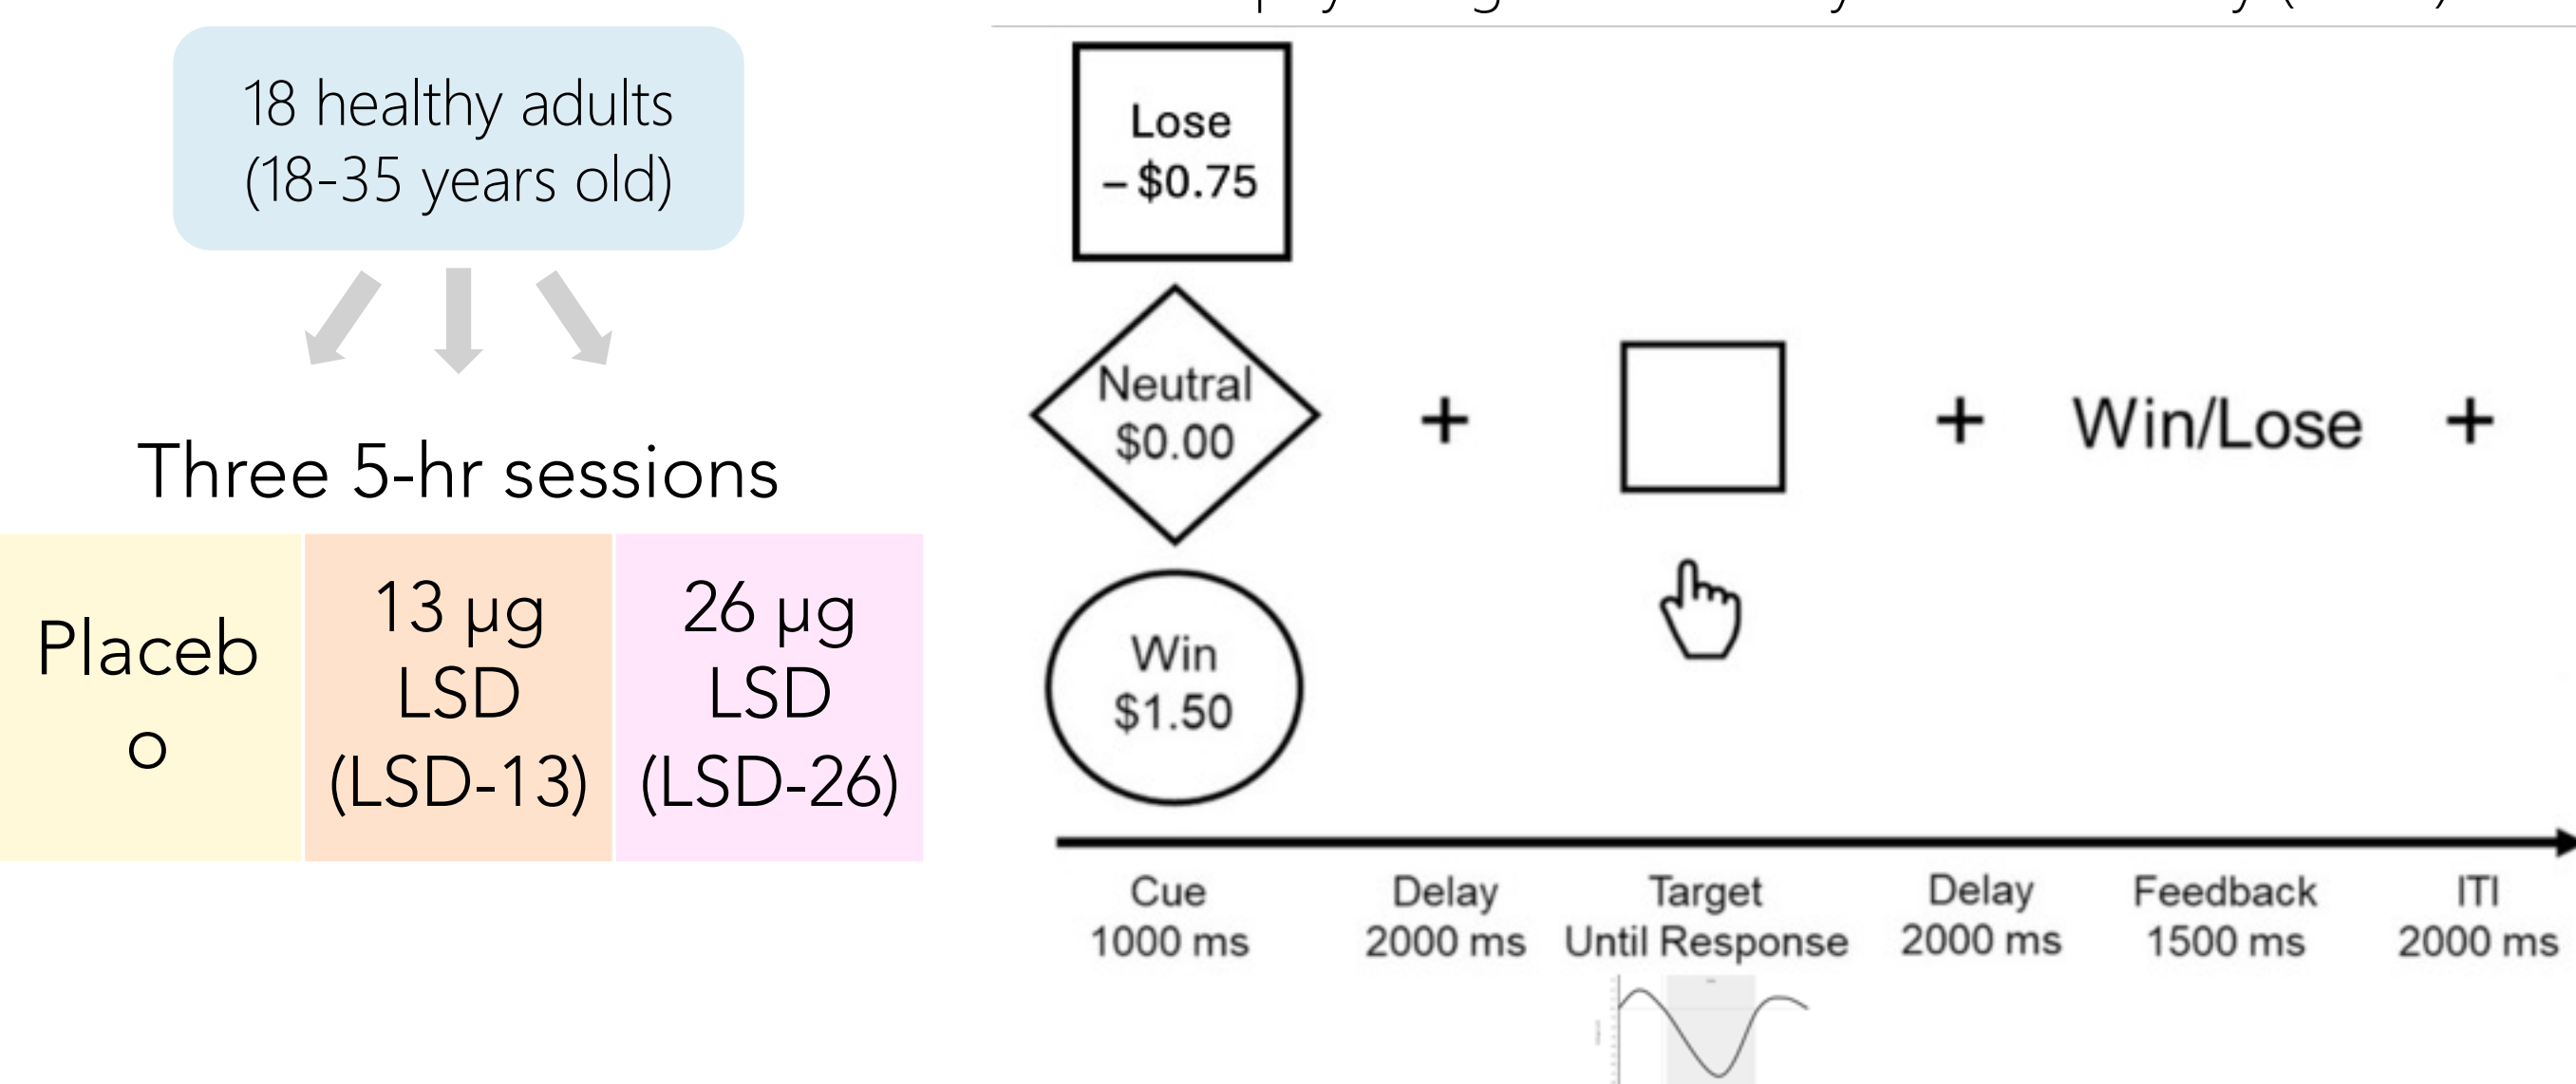 18 healthy adults
(18-35 years old)
Three 5-hr sessions
Placeb
o
13 µg
LSD
(LSD-13)
26 µg
LSD
(LSD-26)
Lose
– $0.75
Neutral
$0.00
Win
$1.50
+
+
Win/Lose
+
Cue
1000 ms
Delay
2000 ms
Target
Until Response
Delay
2000 ms
Feedback
1500 ms
ITI
2000 ms